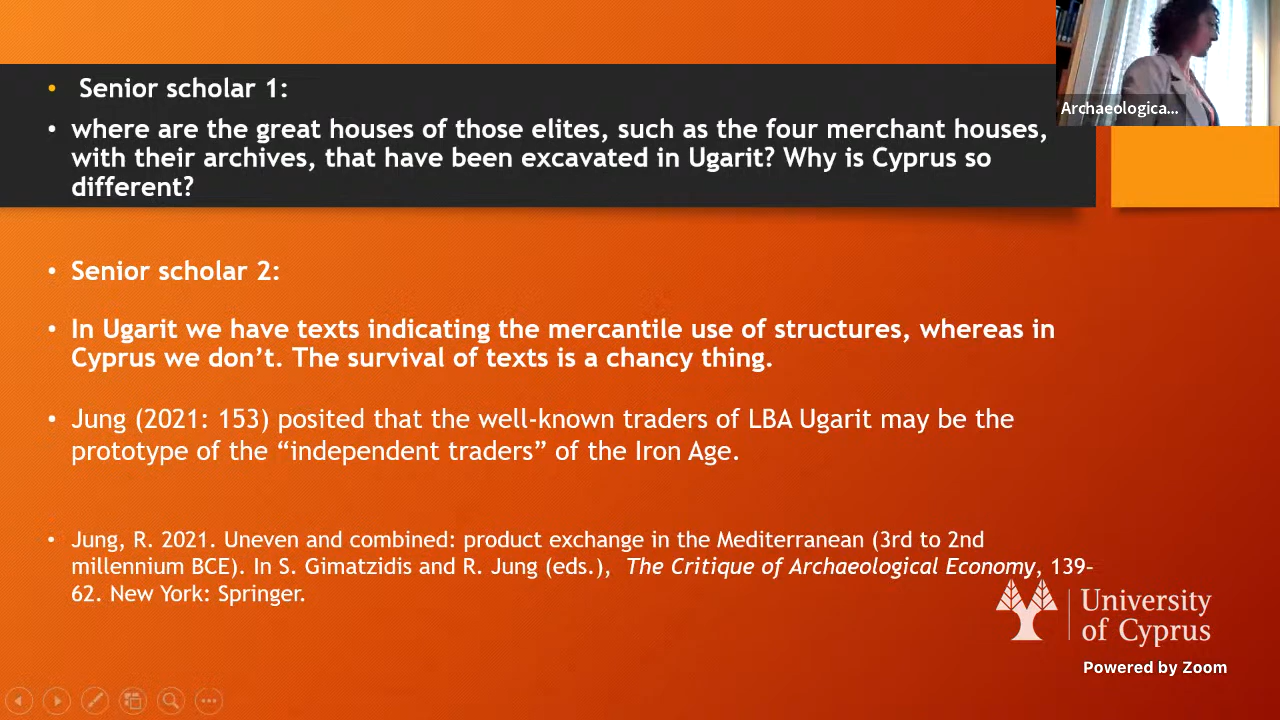 Senior scholar 1:
where are the great houses of those elites, such as the four merchant houses,
with their archives, that have been excavated in Ugarit? Why is Cyprus so
different?
Archaeologica...
Senior scholar 2:
In Ugarit we have texts indicating the mercantile use of structures, whereas in
Cyprus we don’t. The survival of texts is a chancy thing.
Jung (2021: 153) posited that the well-known traders of LBA Ugarit may be the
prototype of the “independent traders” of the Iron Age.
Jung, R. 2021. Uneven and combined: product exchange in the Mediterranean (3rd to 2nd
millennium BCE). In S. Gimatzidis and R. Jung (eds.), The Critique of Archaeological Economy, 139–
62. New York: Springer.
University
of Cyprus
Powered by Zoom